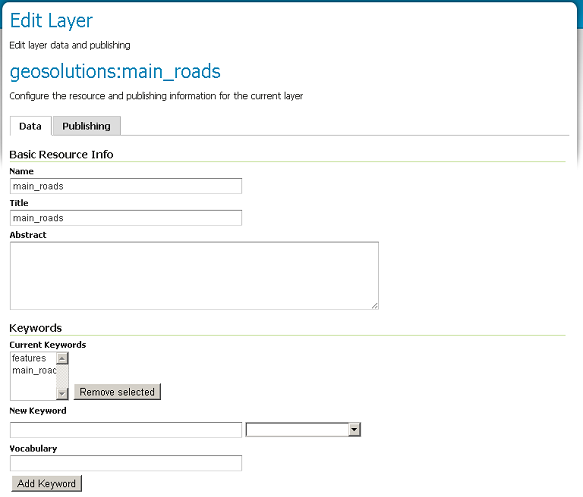 Edit Layer
Edit layer data and publishing
geosolutions:main_roads
Configure the resource and publishing information for the current layer
Data Publishing
Basic Resource Info
Name
main_roads
Title
main_roads
Abstract
Keywords
Current Keywords
features
main_road
Remove selected
New Keyword
Vocabulary
Add Keyword